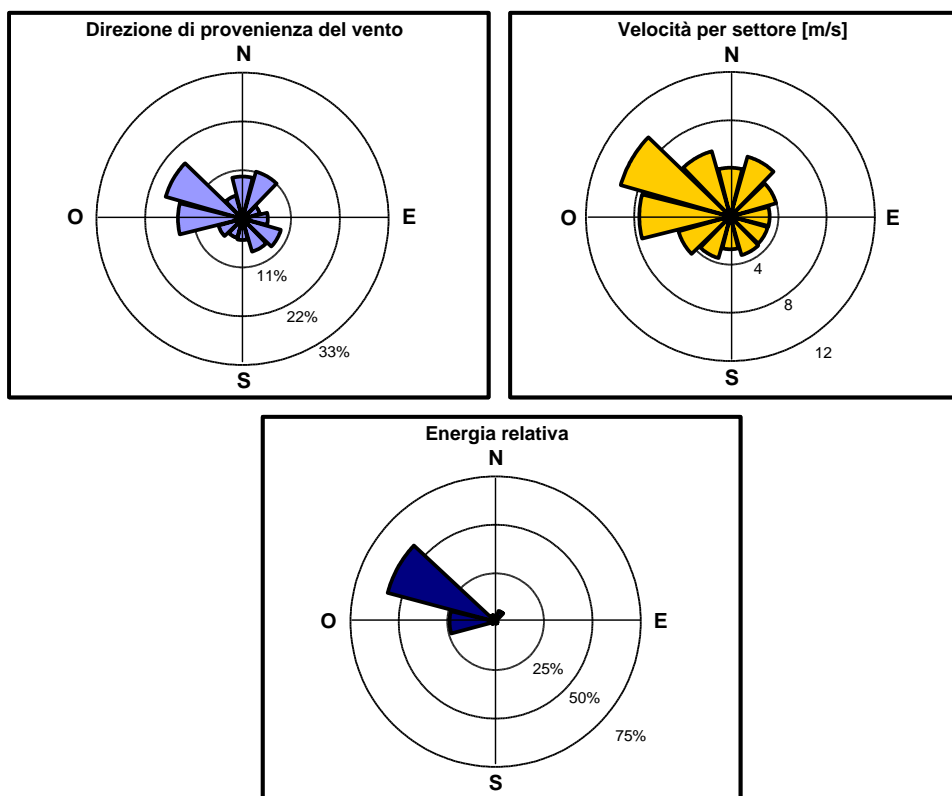 Direzione di provenienza del vento
N
O
E
11%
22%
33%
S
Velocità per settore [m/s]
N
O
E
4
8
12
S
Energia relativa
N
O
E
25%
50%
75%
S